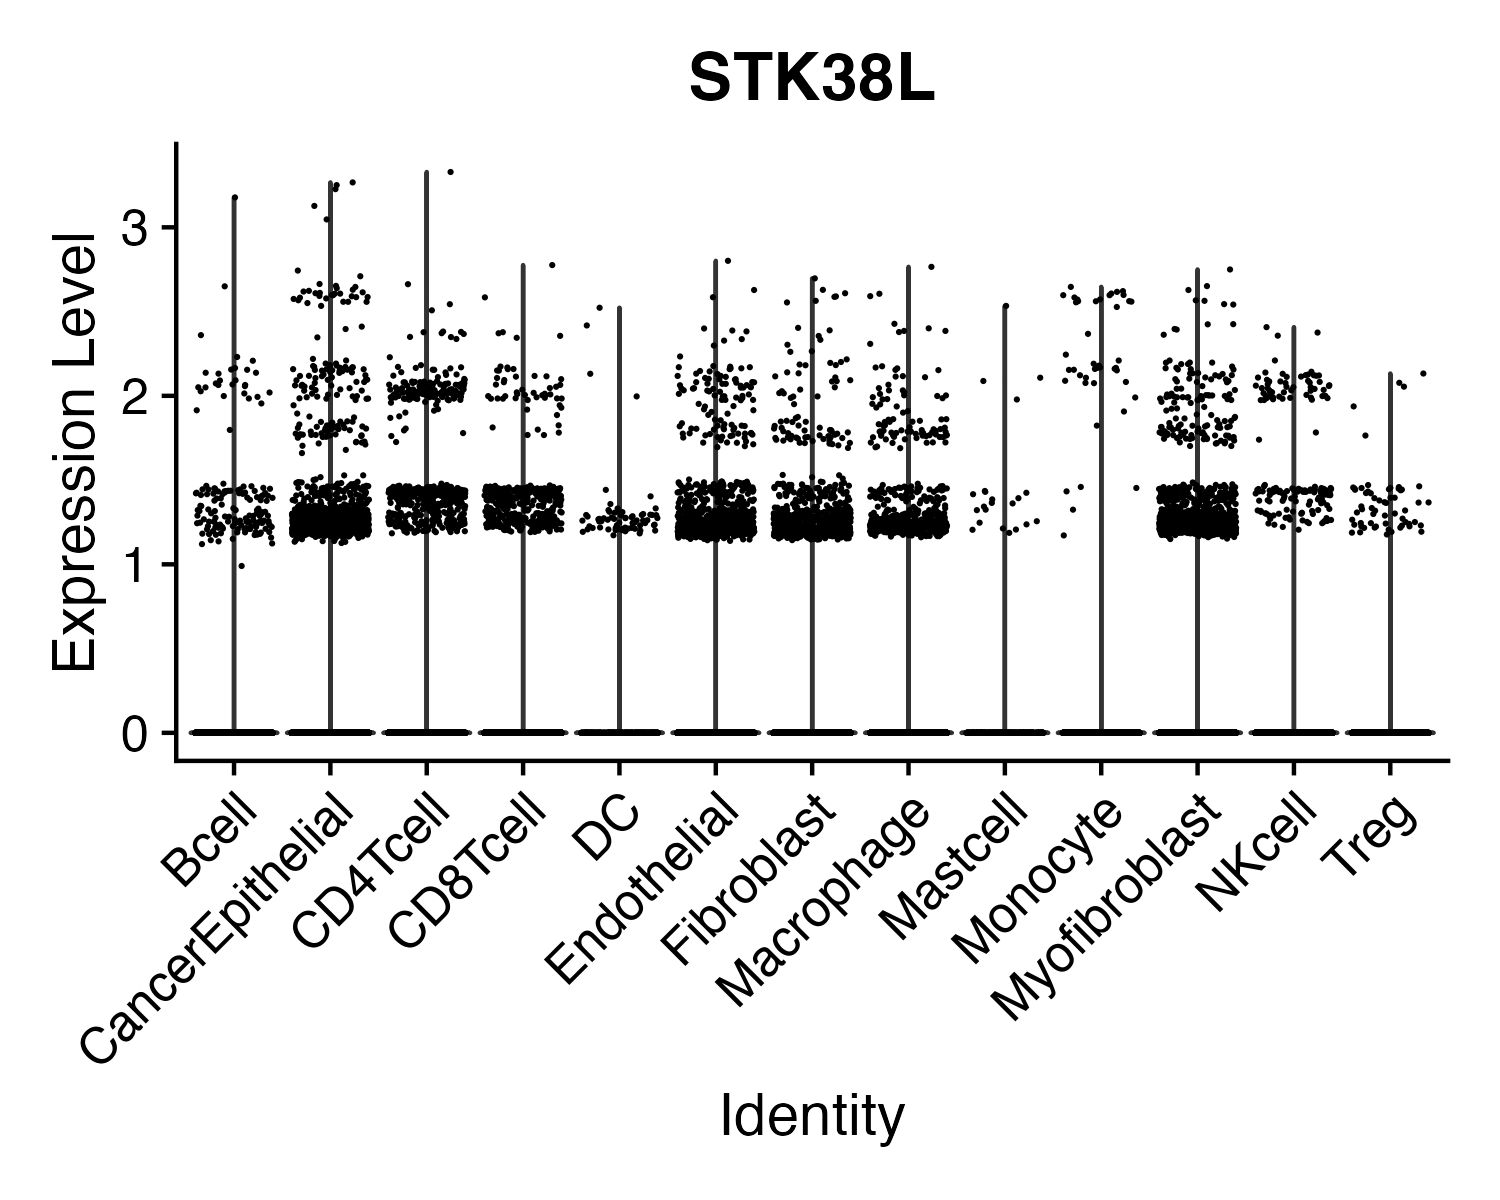 STK38L
Expression Level
3
2
1
0
Bcell
CancerEpithelial
CD4Tcell
CD8Tcell
DC
Endothelial
Fibroblast
Macrophage
Mastcell
Monocyte
Myofibroblast
NKcell
Treg
Identity